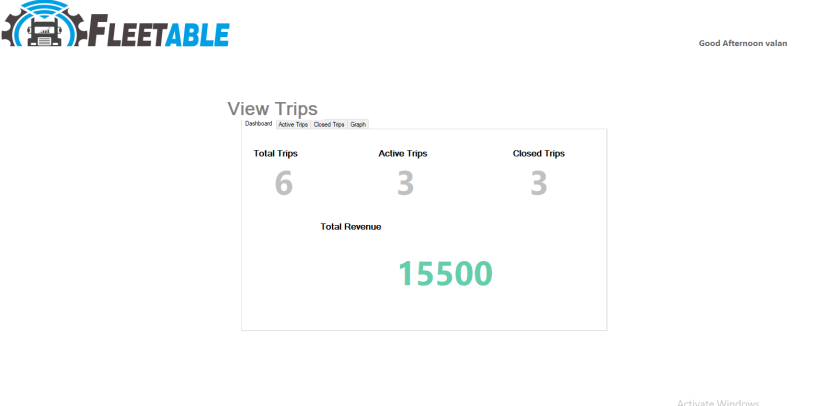 FLEETABLE
Good Afternoon valan
View Trips
Dashboard Active Trips Closed Trips Graph
Total Trips Active Trips Closed Trips
6 3 3
Total Revenue
15500
Activate Windows